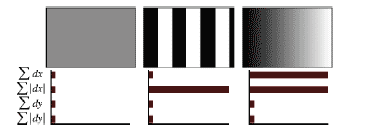 ∑ dx
∑ |dx|
∑ dy
∑ |dy|